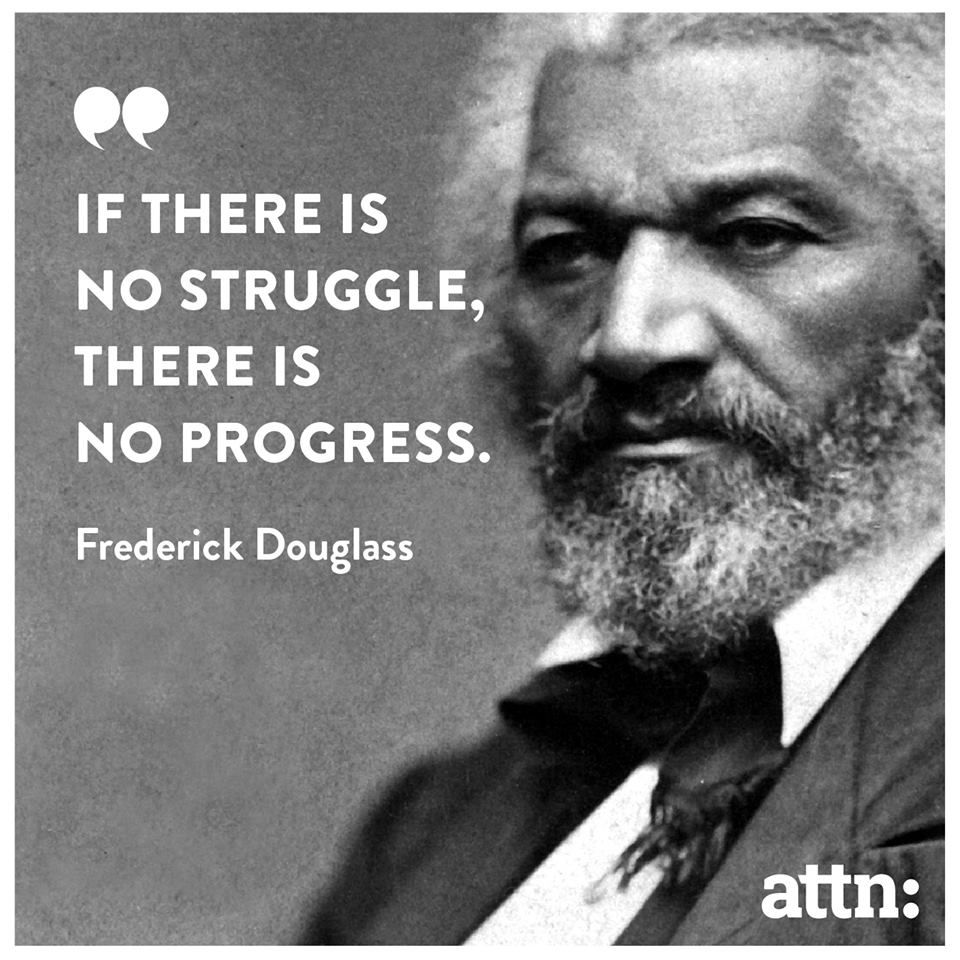 ”
IF THERE IS
NO STRUGGLE,
THERE IS
NO PROGRESS.
Frederick Douglass
attn: